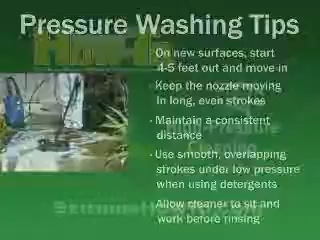 Pressure Washing Tips
- On new surfaces, start
4-5 feet out and move in
- Keep the nozzle moving
in long, even strokes
- Maintain a consistent
distance
- Use smooth, overlapping
strokes under low pressure
when using detergents
- Allow cleaner to sit and
work before rinsing